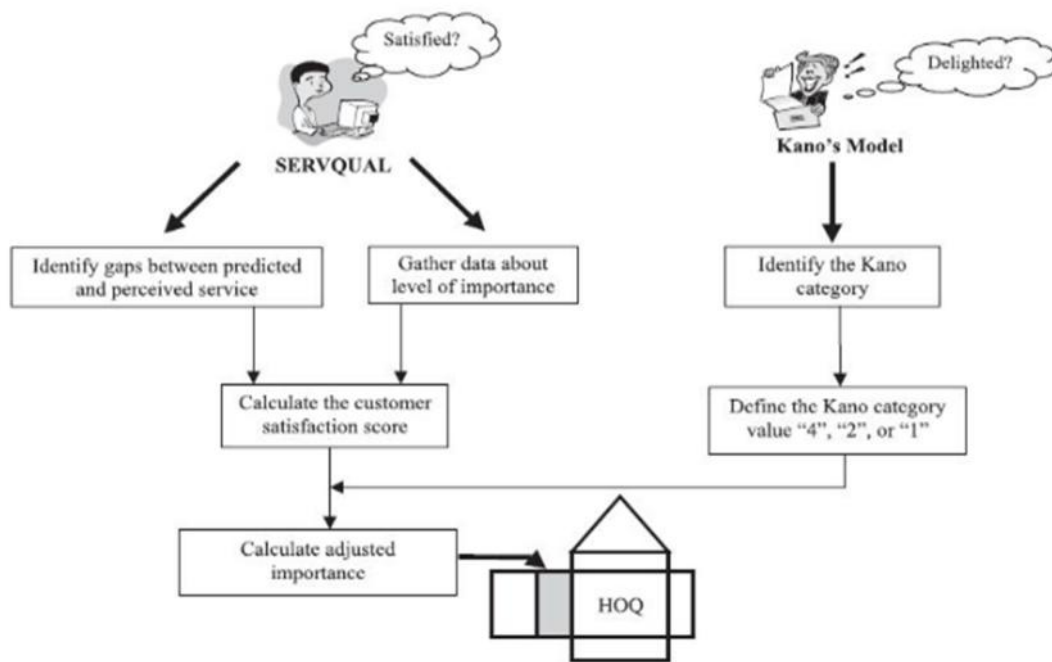 Satisfied?
Delighted?
SERVQUAL
Kano's Model
Identify gaps between predicted
and perceived service
Gather data about
level of importance
Identify the Kano
category
Calculate the customer
satisfaction score
Define the Kano category
value “4”, “2”, or “1”
Calculate adjusted
importance
HOQ